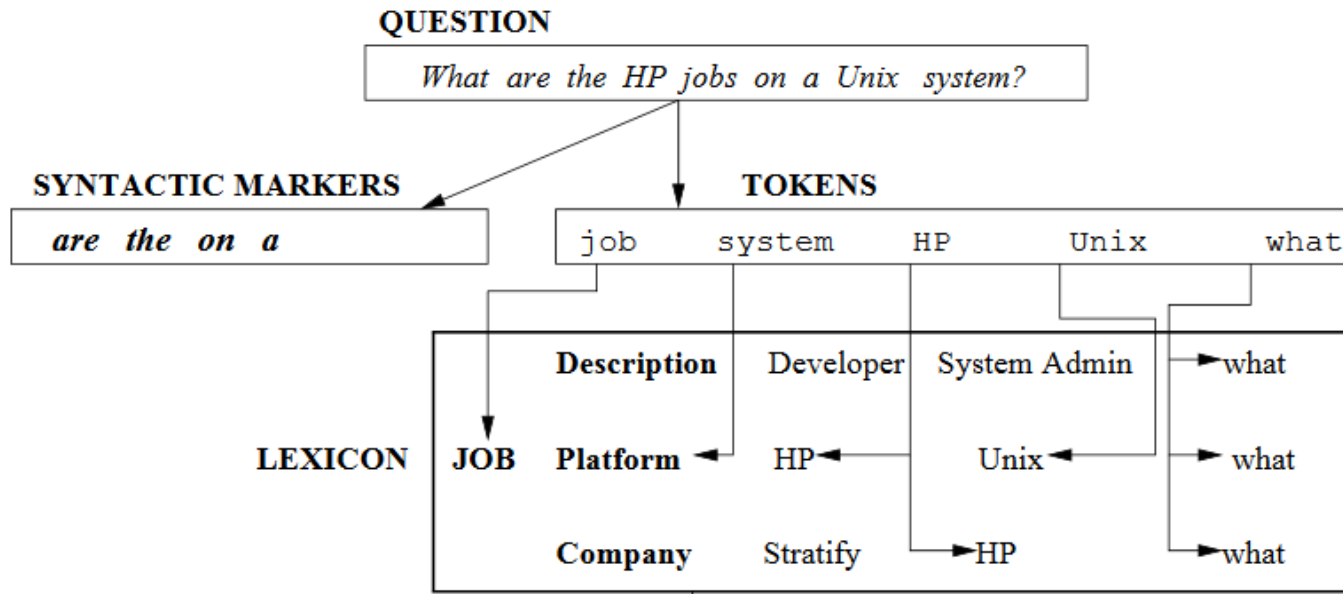 QUESTION
What are the HP jobs on a Unix system?
SYNTACTIC MARKERS TOKENS
are the on a job system HP Unix what
Description Developer System Admin what
LEXICON JOB Platform HP Unix what
Company Stratify HP what